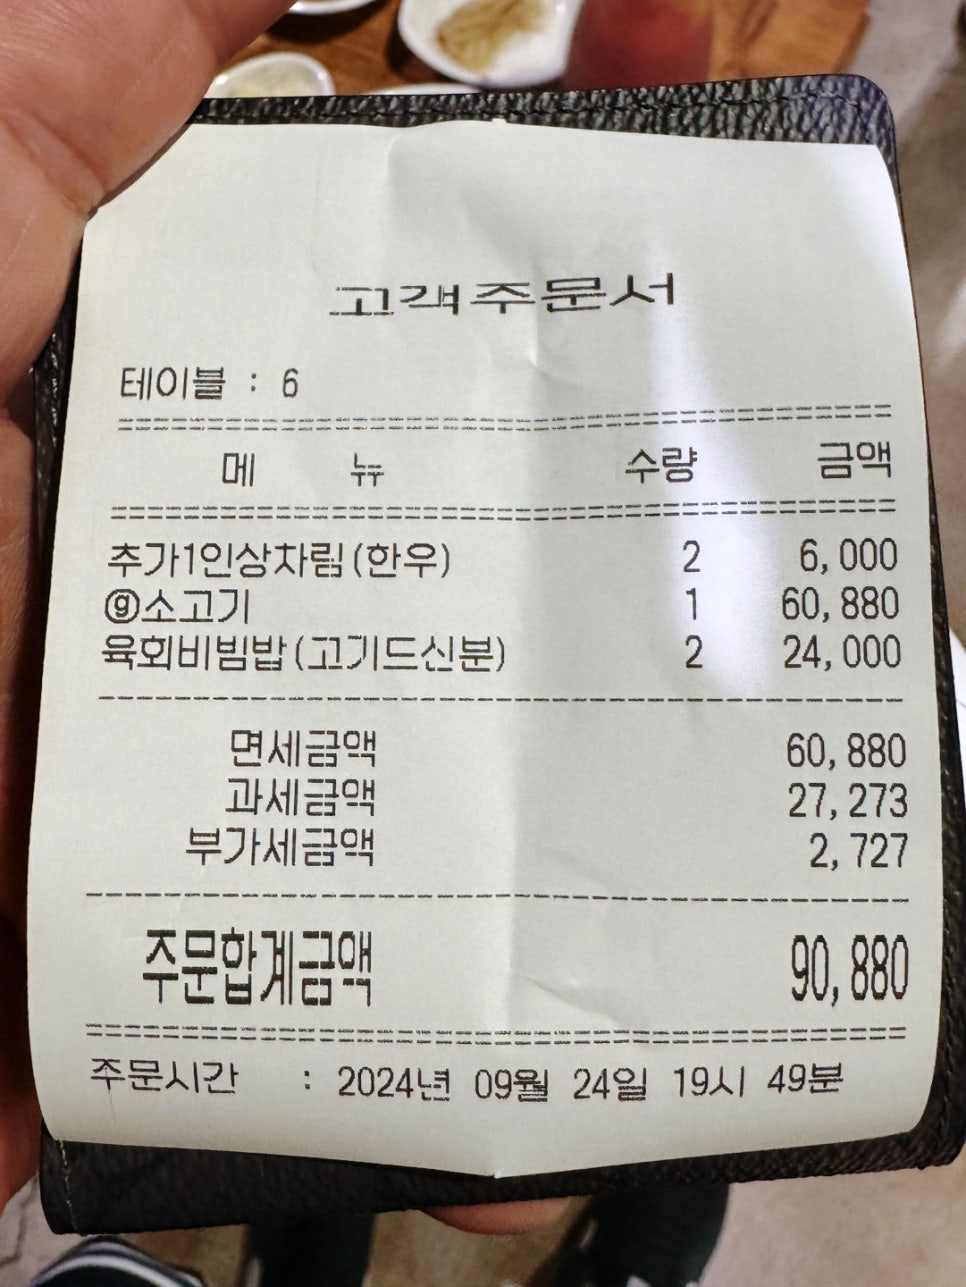 고객주문서
테이블 : 6
메 뉴 수량 금액
추가1인상차림(한우) 2 6,000
ⓖ소고기 1 60,880
육회비빔밥(고기드신분) 2 24,000
면세금액 60,880
과세금액 27,273
부가세금액 2,727
주문합계금액 90,880
주문시간 : 2024년 09월 24일 19시 49분